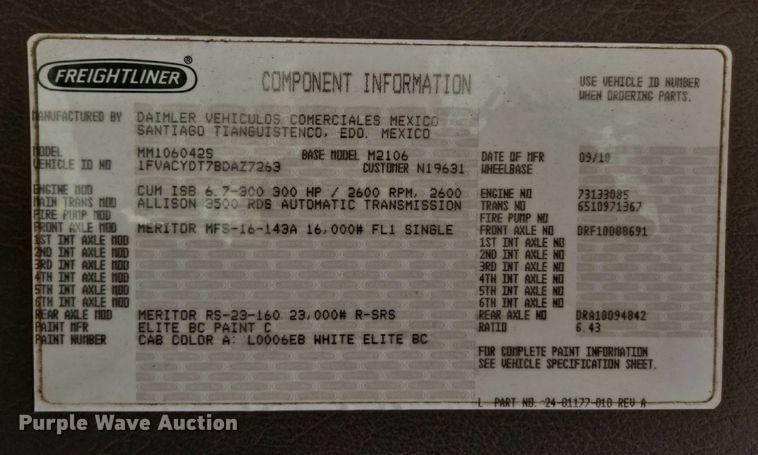 FREIGHTLINER®
COMPONENT INFORMATION
USE VEHICLE ID NUMBER
WHEN ORDERING PARTS.
MANUFACTURED BY DAIMLER VEHICULOS COMERCIALES MEXICO
SANTIAGO TIANGUISTENCO, EDO. MEXICO
MODEL MM106042S BASE MODEL M2106 DATE OF MFR 09/10
VEHICLE ID NO 1FVACYDT7BDAZ7263 CUSTOMER N19631 WHEELBASE
ENGINE MOD CUM ISB 6.7-300 300 HP / 2600 RPM, 2600 ENGINE NO 73133085
MAIN TRANS MOD ALLISON 3500 RDS AUTOMATIC TRANSMISSION TRANS NO 6510971367
FIRE PUMP MOD FIRE PUMP NO
FRONT AXLE MOD MERITOR MFS-16-143A 16,000# FL1 SINGLE FRONT AXLE NO DRF10088691
1ST INT AXLE MOD 1ST INT AXLE NO
2ND INT AXLE MOD 2ND INT AXLE NO
3RD INT AXLE MOD 3RD INT AXLE NO
4TH INT AXLE MOD 4TH INT AXLE NO
5TH INT AXLE MOD 5TH INT AXLE NO
6TH INT AXLE MOD 6TH INT AXLE NO
REAR AXLE MOD MERITOR RS-23-160 23,000# R-SRS REAR AXLE NO DRA10094842
PAINT MFR ELITE BC PAINT C RATIO 6.43
PAINT NUMBER CAB COLOR A: L0006EB WHITE ELITE BC
FOR COMPLETE PAINT INFORMATION
SEE VEHICLE SPECIFICATION SHEET.
L PART NO. 24-01177-010 REV A
Purple Wave Auction